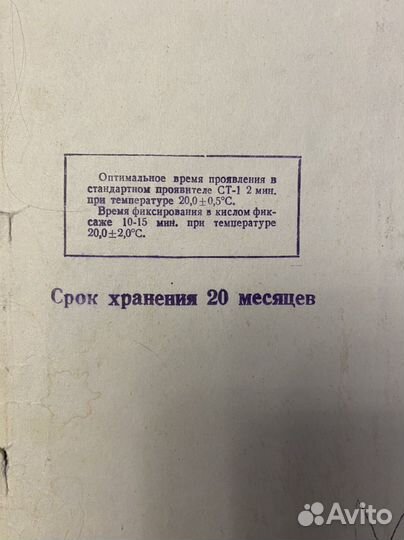 Оптимальное время проявления в
стандартном проявителе СТ-1 2 мин.
при температуре 20,0±0,5°С.
Время фиксирования в кислом фик-
саже 10-15 мин. при температуре
20,0±2,0°С.
Срок хранения 20 месяцев
Avito